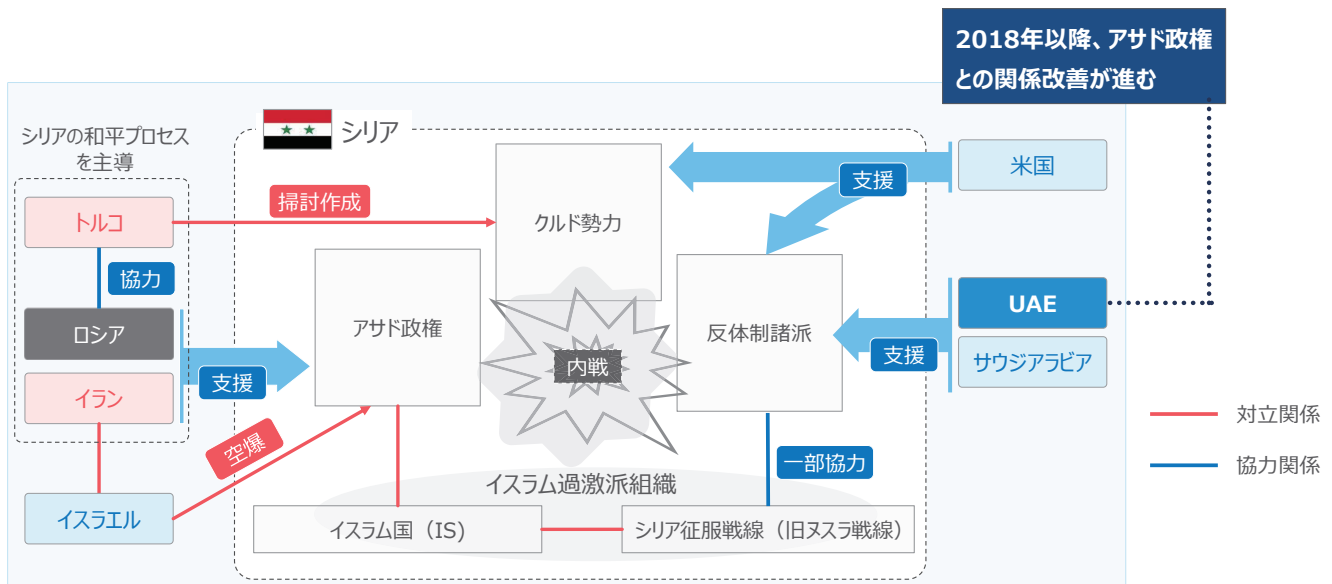 2018年以降、アサド政権
との関係改善が進む
シリアの和平プロセス
を主導
シリア
トルコ
掃討作成
クルド勢力
支援
米国
協力
ロシア
アサド政権
内戦
反体制諸派
UAE
支援
サウジアラビア
支援
イラン
空爆
対立関係
一部協力
協力関係
イスラム過激派組織
イスラエル
イスラム国（IS)
シリア征服戦線（旧ヌスラ戦線）